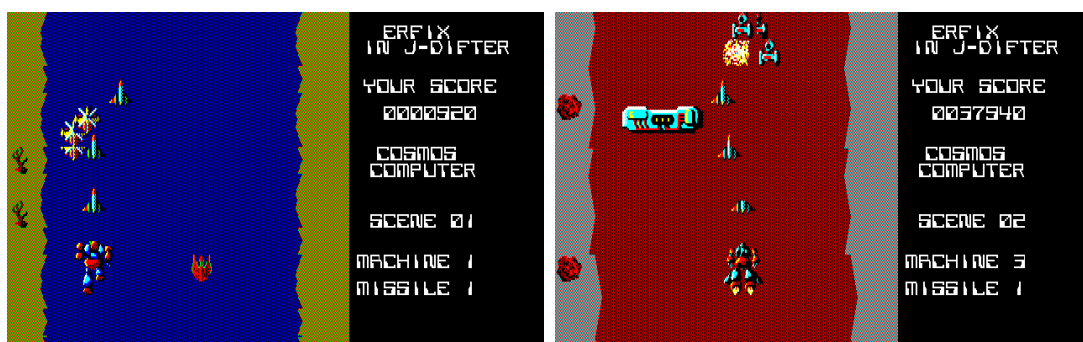 ERFIX
IN J-DIFTER
YOUR SCORE
0000920
COSMOS
COMPUTER
SCENE 01
MACHINE 1
MISSILE 1
ERFIX
IN J-DIFTER
YOUR SCORE
0037940
COSMOS
COMPUTER
SCENE 02
MACHINE 3
MISSILE 1